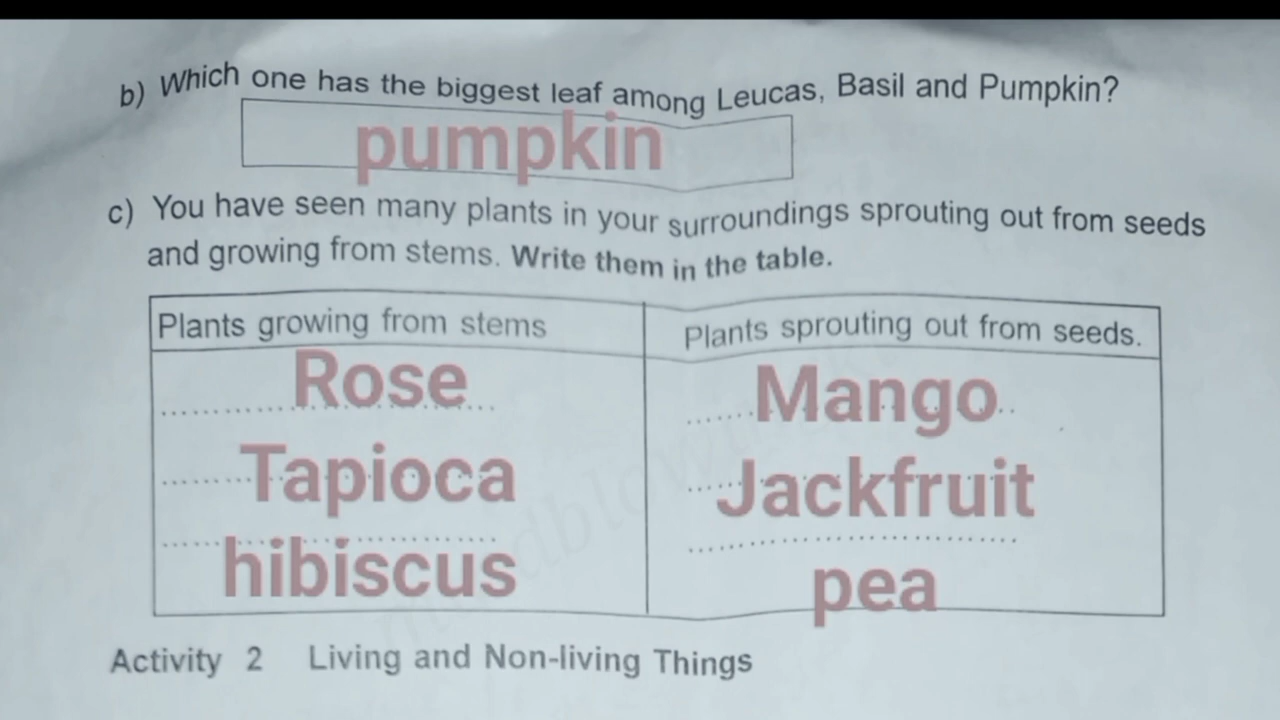 b) Which one has the biggest leaf among Leucas, Basil and Pumpkin?
pumpkin
c) You have seen many plants in your surroundings sprouting out from seeds
and growing from stems. Write them in the table.
Plants growing from stems
Plants sprouting out from seeds.
Rose
Mango
Tapioca
Jackfruit
hibiscus
pea
Activity 2 Living and Non-living Things